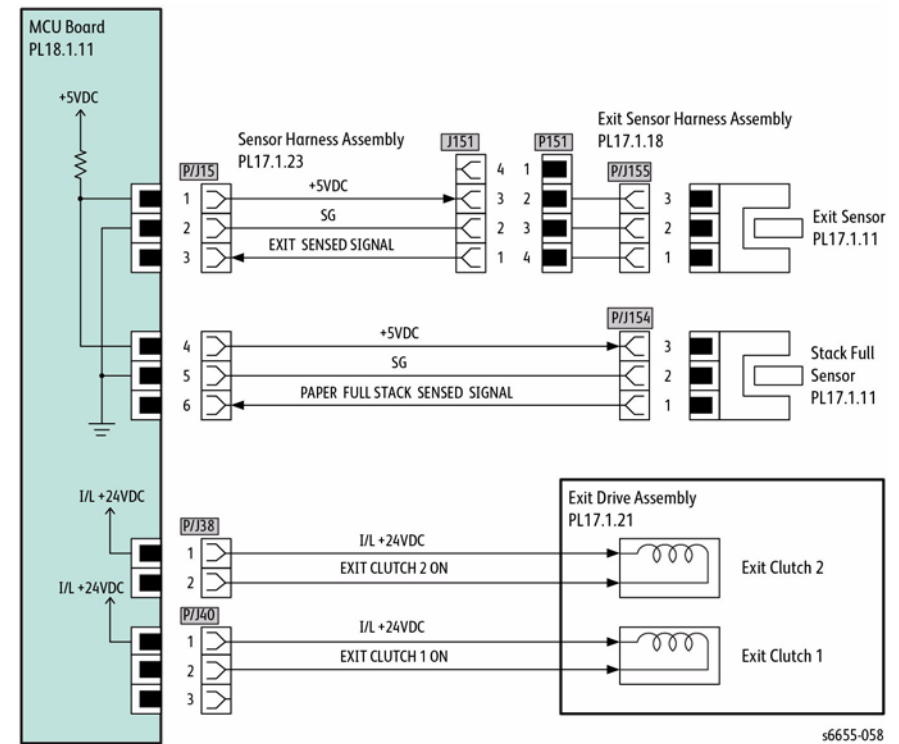 MCU Board
PL18.1.11
+5VDC
Sensor Harness Assembly
PL17.1.23
J151
P151
Exit Sensor Harness Assembly
PL17.1.18
P/J15
P/J155
4 1
1 +5VDC 3 2 3
2 SG 2 3 2
3 EXIT SENSED SIGNAL 1 4 1
Exit Sensor
PL17.1.11
P/J154
4 +5VDC 3
5 SG 2
6 PAPER FULL STACK SENSED SIGNAL 1
Stack Full
Sensor
PL17.1.11
I/L +24VDC
P/J38
1 I/L +24VDC
2 EXIT CLUTCH 2 ON
I/L +24VDC
P/J40
1 I/L +24VDC
2 EXIT CLUTCH 1 ON
3
Exit Drive Assembly
PL17.1.21
Exit Clutch 2
Exit Clutch 1
s6655-058